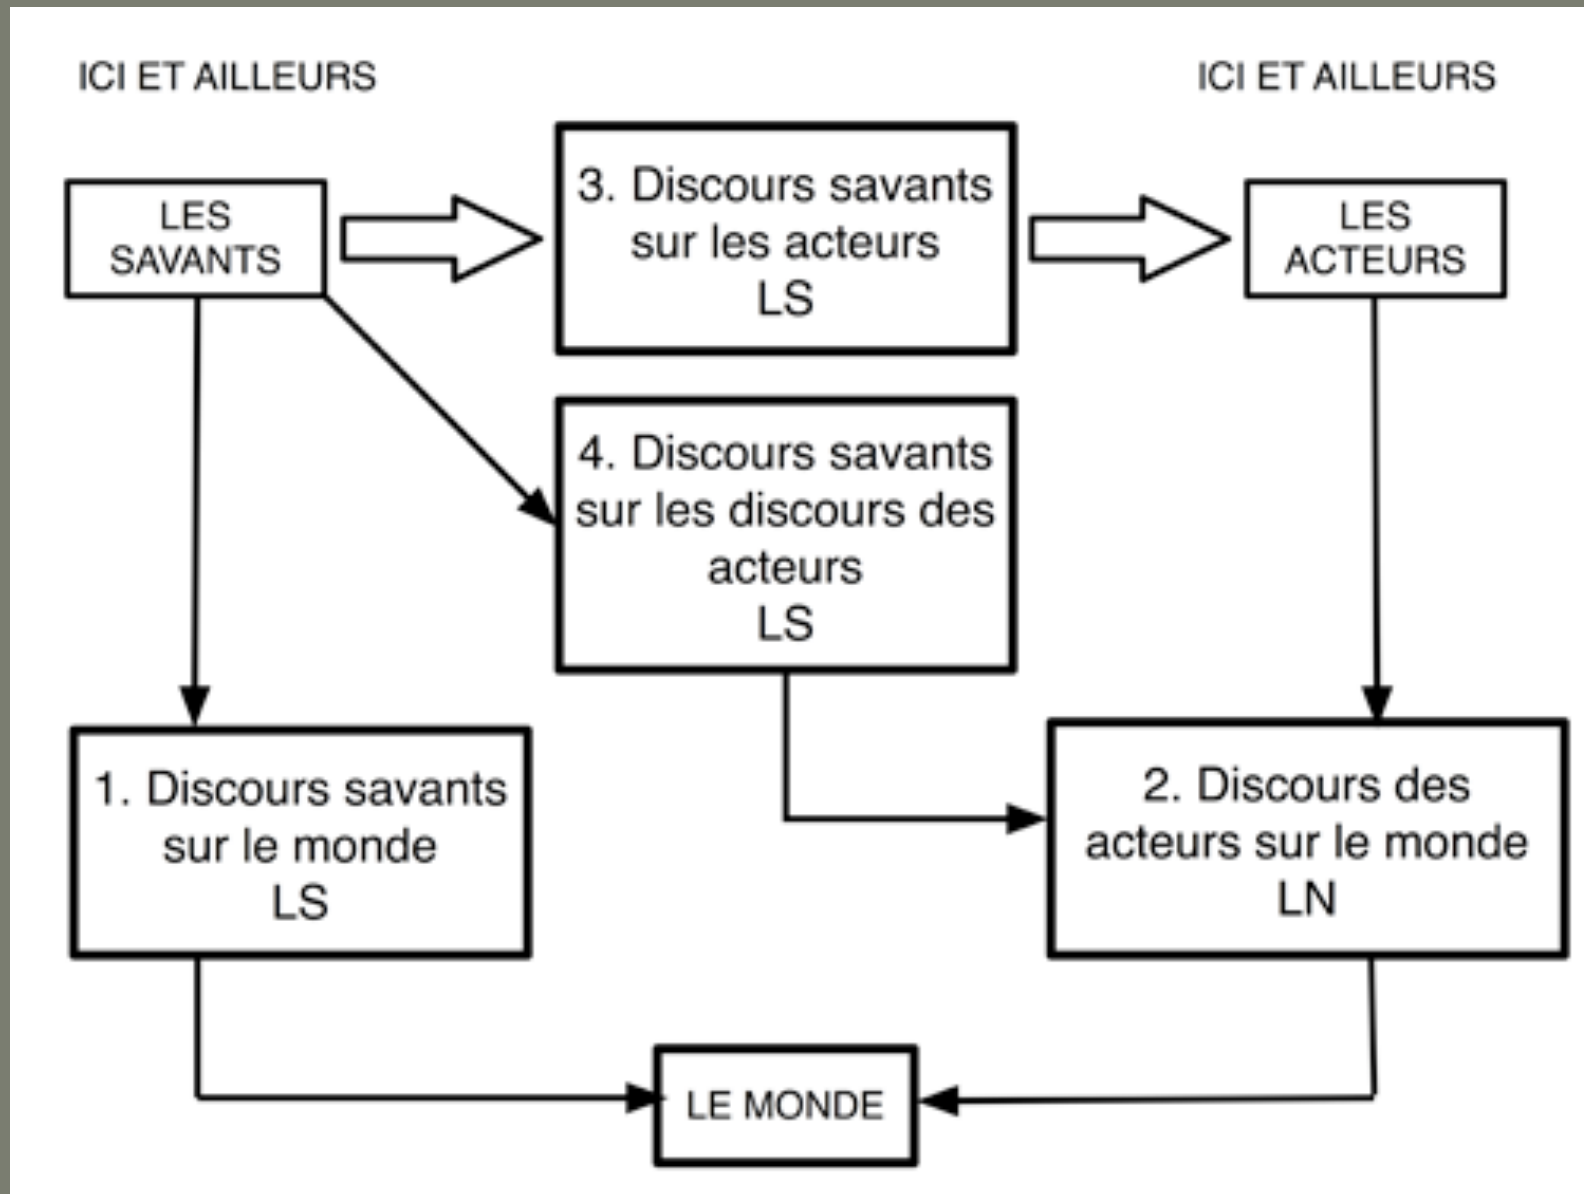 ICI ET AILLEURS
ICI ET AILLEURS
LES
SAVANTS
3. Discours savants
sur les acteurs
LS
LES
ACTEURS
4. Discours savants
sur les discours des
acteurs
LS
1. Discours savants
sur le monde
LS
2. Discours des
acteurs sur le monde
LN
LE MONDE